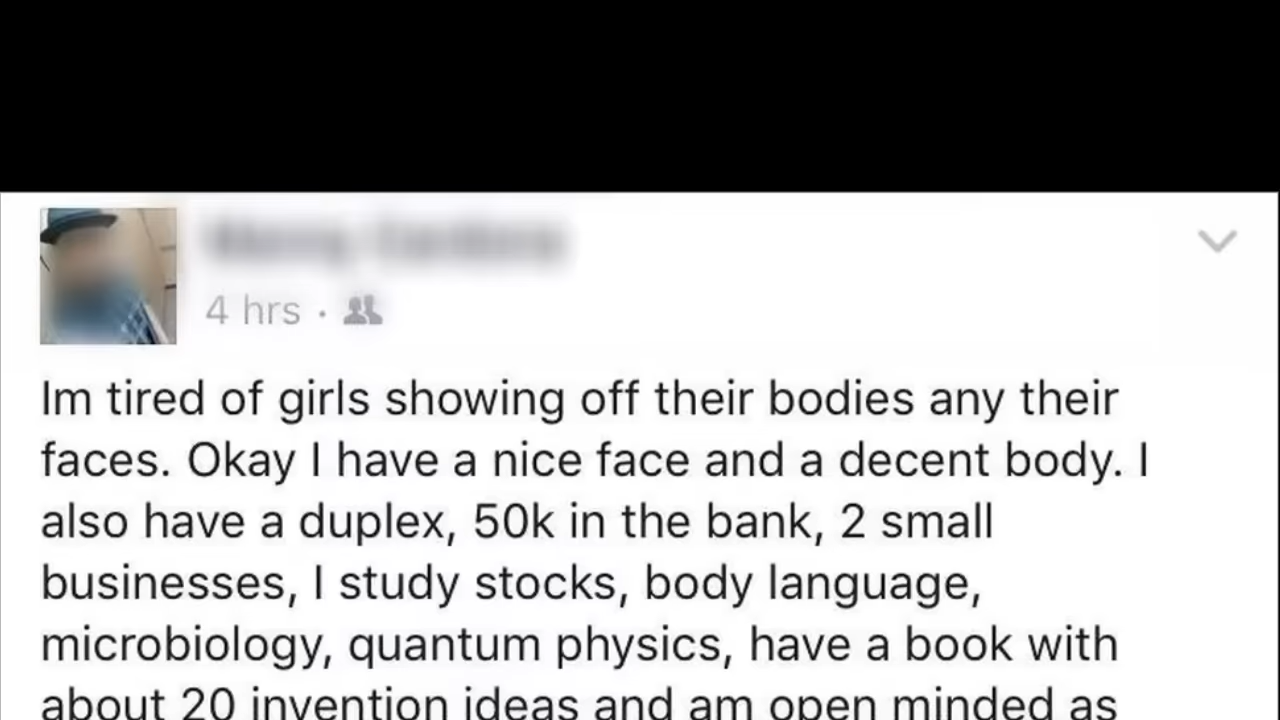 4 hrs ·
Im tired of girls showing off their bodies any their
faces. Okay I have a nice face and a decent body. I
also have a duplex, 50k in the bank, 2 small
businesses, I study stocks, body language,
microbiology, quantum physics, have a book with
about 20 invention ideas and am open minded as